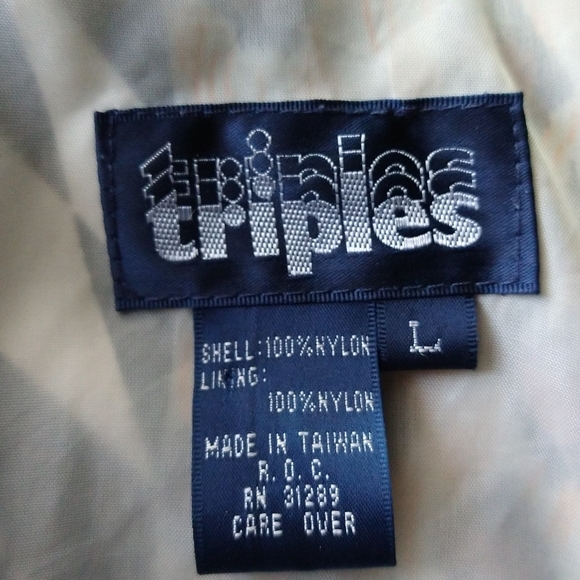 triples
L
SHELL: 100% NYLON
LINING:
100% NYLON
MADE IN TAIWAN
R.O.C.
RN 31289
CARE OVER